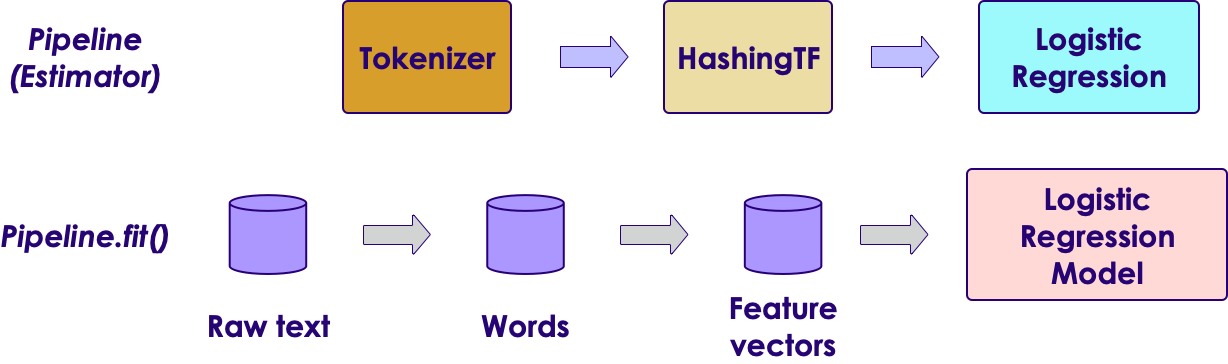 Pipeline
(Estimator)
Tokenizer
HashingTF
Logistic
Regression
Pipeline.fit()
Raw text
Words
Feature
vectors
Logistic
Regression
Model